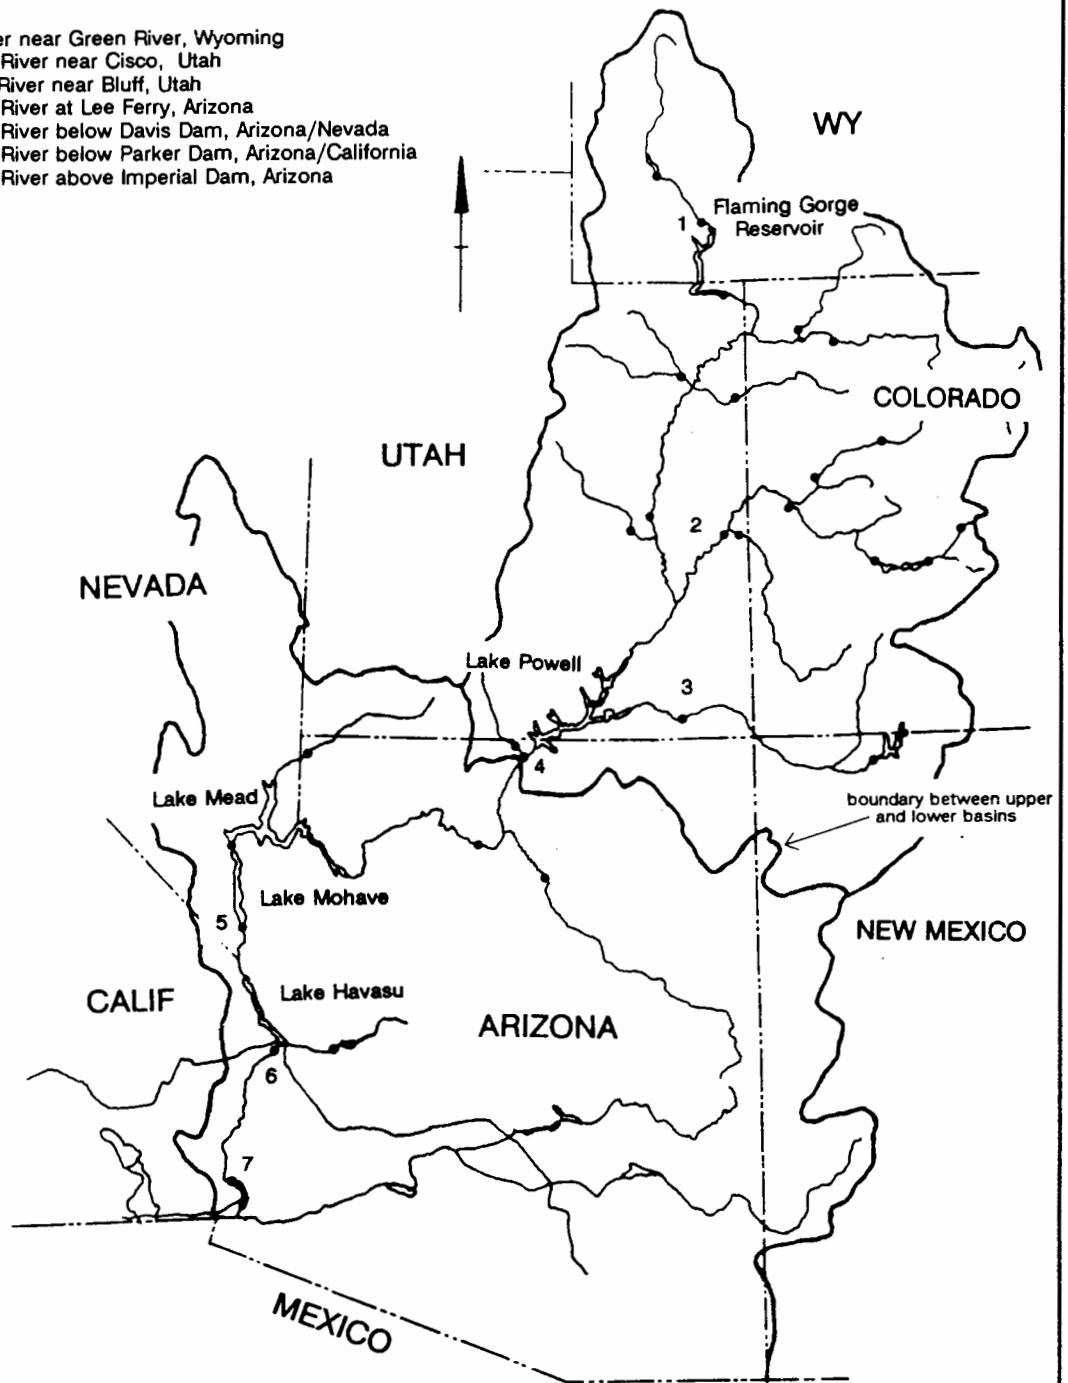 er near Green River, Wyoming
River near Cisco, Utah
River near Bluff, Utah
River at Lee Ferry, Arizona
River below Davis Dam, Arizona/Nevada
River below Parker Dam, Arizona/California
River above Imperial Dam, Arizona
WY
1
Flaming Gorge
Reservoir
COLORADO
UTAH
2
NEVADA
Lake Powell
3
4
Lake Mead
boundary between upper
and lower basins
Lake Mohave
5
NEW MEXICO
Lake Havasu
CALIF
ARIZONA
6
7
MEXICO